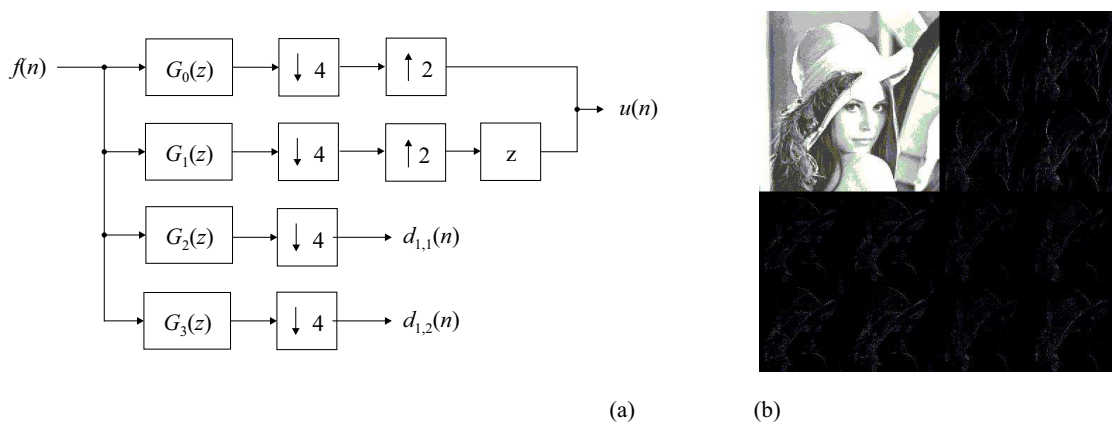 f(n)
G0(z) ↓ 4 ↑ 2
u(n)
G1(z) ↓ 4 ↑ 2 z
G2(z) ↓ 4 d1,1(n)
G3(z) ↓ 4 d1,2(n)
(a) (b)